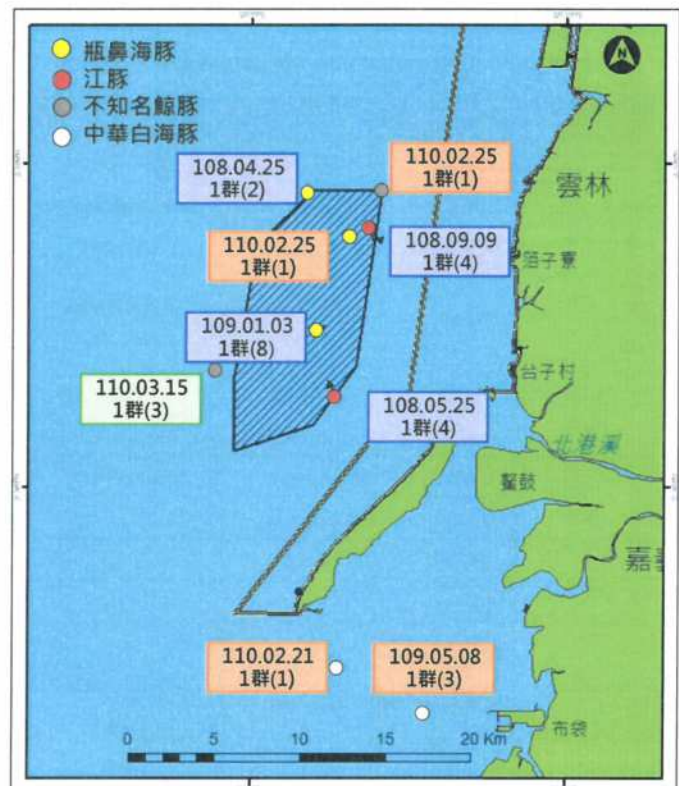 瓶鼻海豚
江豚
不知名鯨豚
中華白海豚
108.04.25
1群(2)
110.02.25
1群(1)
雲林
110.02.25
1群(1)
108.09.09
1群(4)
箔子寮
109.01.03
1群(8)
台子村
110.03.15
1群(3)
108.05.25
1群(4)
北港溪
鰲鼓
嘉義
110.02.21
1群(1)
109.05.08
1群(3)
布袋
0 5 10 15 20 Km